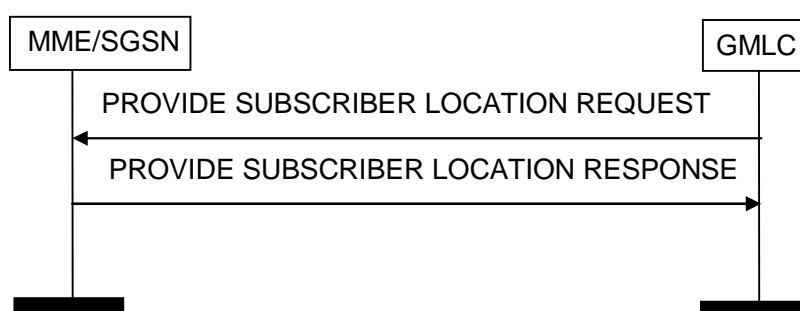 MME/SGSN
GMLC
PROVIDE SUBSCRIBER LOCATION REQUEST
PROVIDE SUBSCRIBER LOCATION RESPONSE